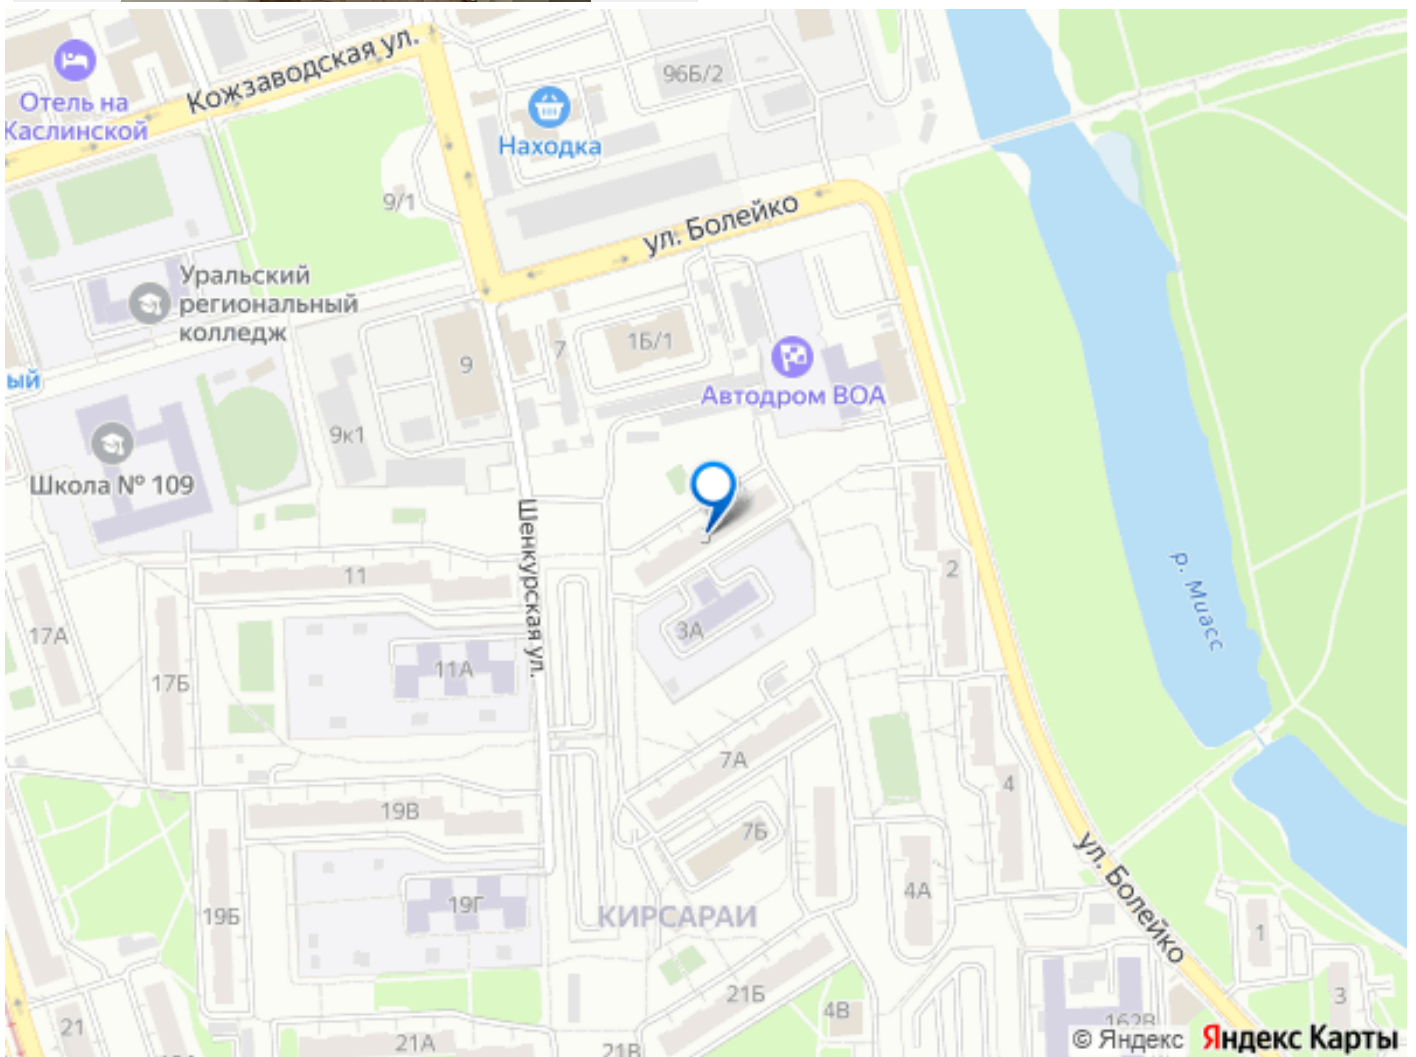 Кожзаводская ул.
96Б/2
Отель на
Каслинской
Находка
9/1
ул. Болейко
Уральский
региональный
колледж
1Б/1
7
9
ый
Автодром ВОА
9к1
Школа № 109
Шенкурская ул.
11
2
р. Миасс
17А
3А
11А
17Б
7А
4
19В
7Б
ул. Болейко
4А
19Б
19Г
КИРСАРАИ
1
21Б
3
4В
162В
21
21А
21В
© Яндекс Яндекс Карты